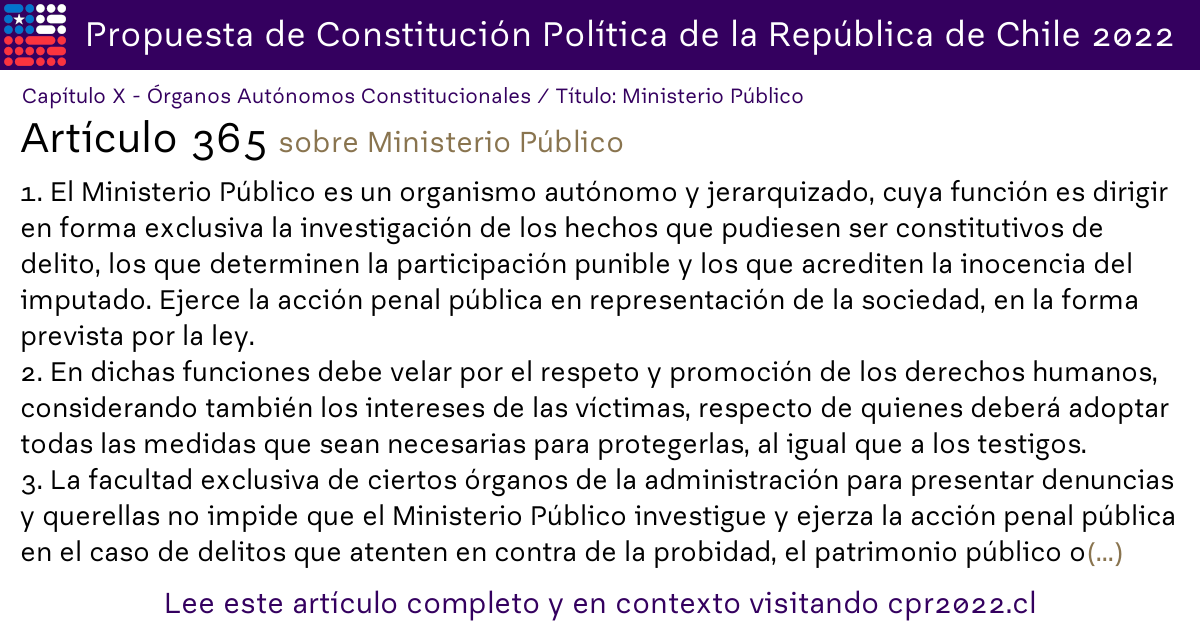 Propuesta de Constitución Política de la República de Chile 2022
Capítulo X - Órganos Autónomos Constitucionales / Título: Ministerio Público
Artículo 365 sobre Ministerio Público
1. El Ministerio Público es un organismo autónomo y jerarquizado, cuya función es dirigir
en forma exclusiva la investigación de los hechos que pudiesen ser constitutivos de
delito, los que determinen la participación punible y los que acrediten la inocencia del
imputado. Ejerce la acción penal pública en representación de la sociedad, en la forma
prevista por la ley.
2. En dichas funciones debe velar por el respeto y promoción de los derechos humanos,
considerando también los intereses de las víctimas, respecto de quienes deberá adoptar
todas las medidas que sean necesarias para protegerlas, al igual que a los testigos.
3. La facultad exclusiva de ciertos órganos de la administración para presentar denuncias
y querellas no impide que el Ministerio Público investigue y ejerza la acción penal pública
en el caso de delitos que atenten en contra de la probidad, el patrimonio público o(...)
Lee este artículo completo y en contexto visitando cpr2022.cl